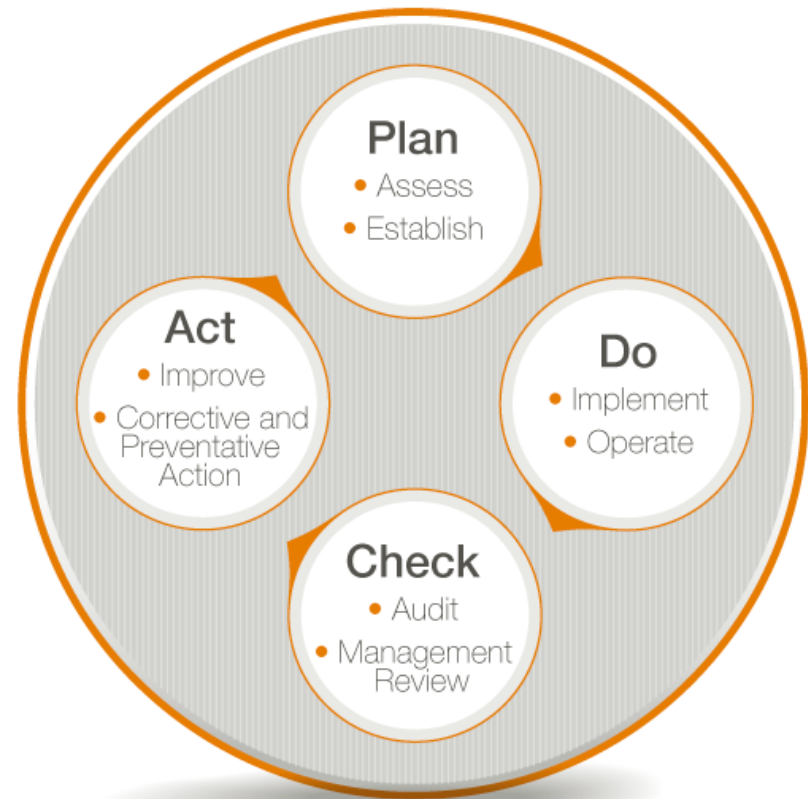 Plan
• Assess
• Establish
Do
• Implement
• Operate
Check
• Audit
• Management
Review
Act
• Improve
• Corrective and
Preventative
Action